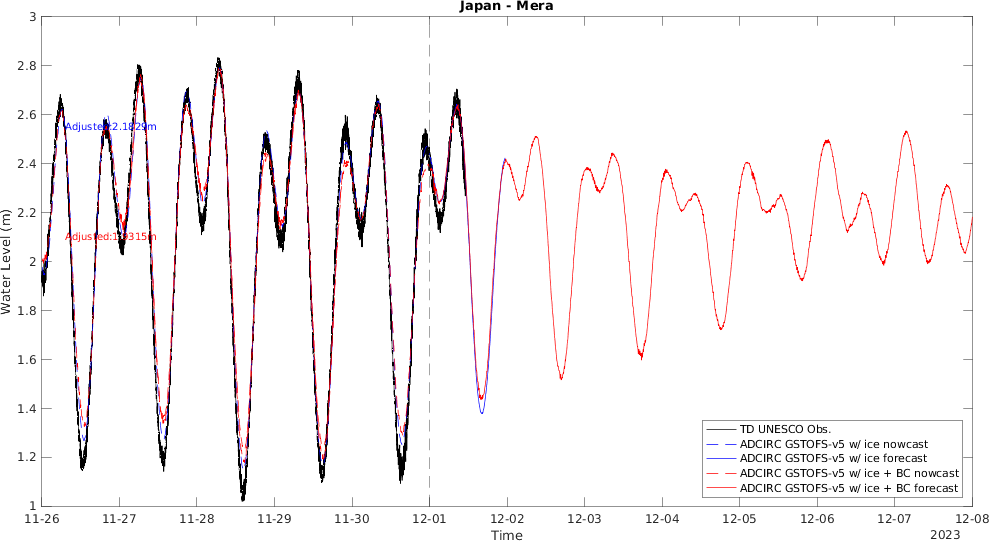 Japan - Mera
3
2.8
2.6
2.4
2.2
2
1.8
1.6
1.4
1.2
1
Water Level (m)
Adjusted:2.1829m
Adjusted:1.9315m
TD UNESCO Obs.
ADCIRC GSTOFS-v5 w/ ice nowcast
ADCIRC GSTOFS-v5 w/ ice forecast
ADCIRC GSTOFS-v5 w/ ice + BC nowcast
ADCIRC GSTOFS-v5 w/ ice + BC forecast
11-26 11-27 11-28 11-29 11-30 12-01 12-02 12-03 12-04 12-05 12-06 12-07 12-08
Time
2023